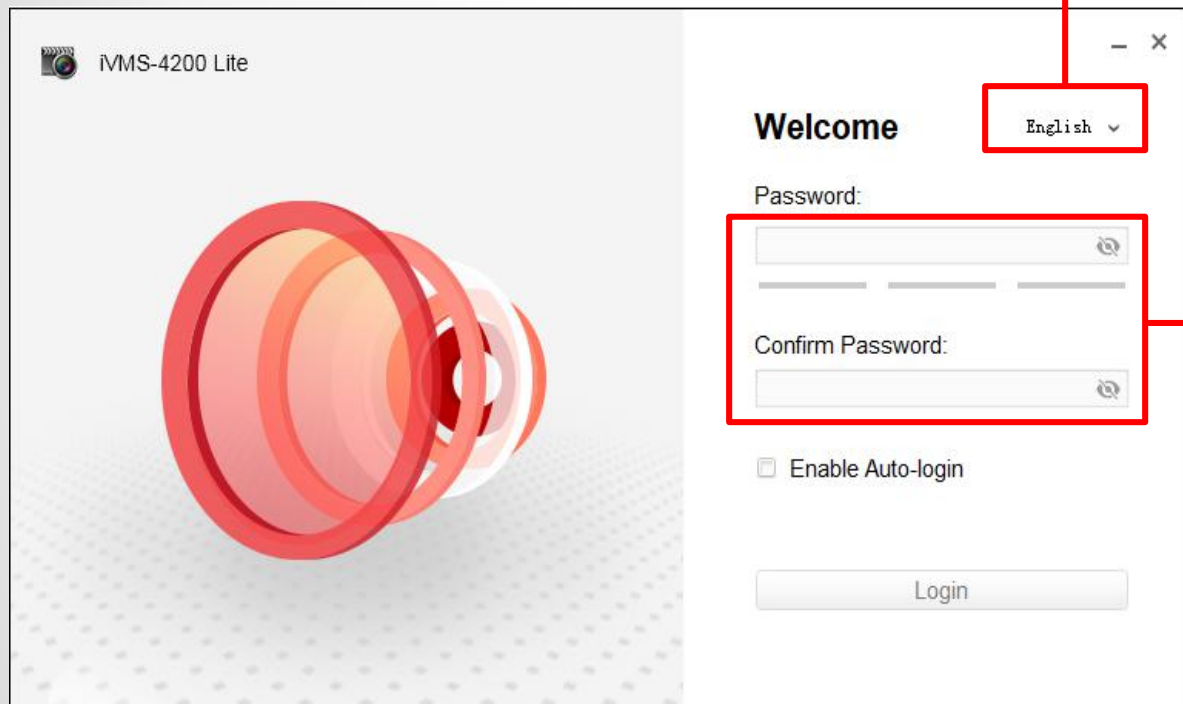 iVMS-4200 Lite
Welcome
English
Password:
Confirm Password:
Enable Auto-login
Login